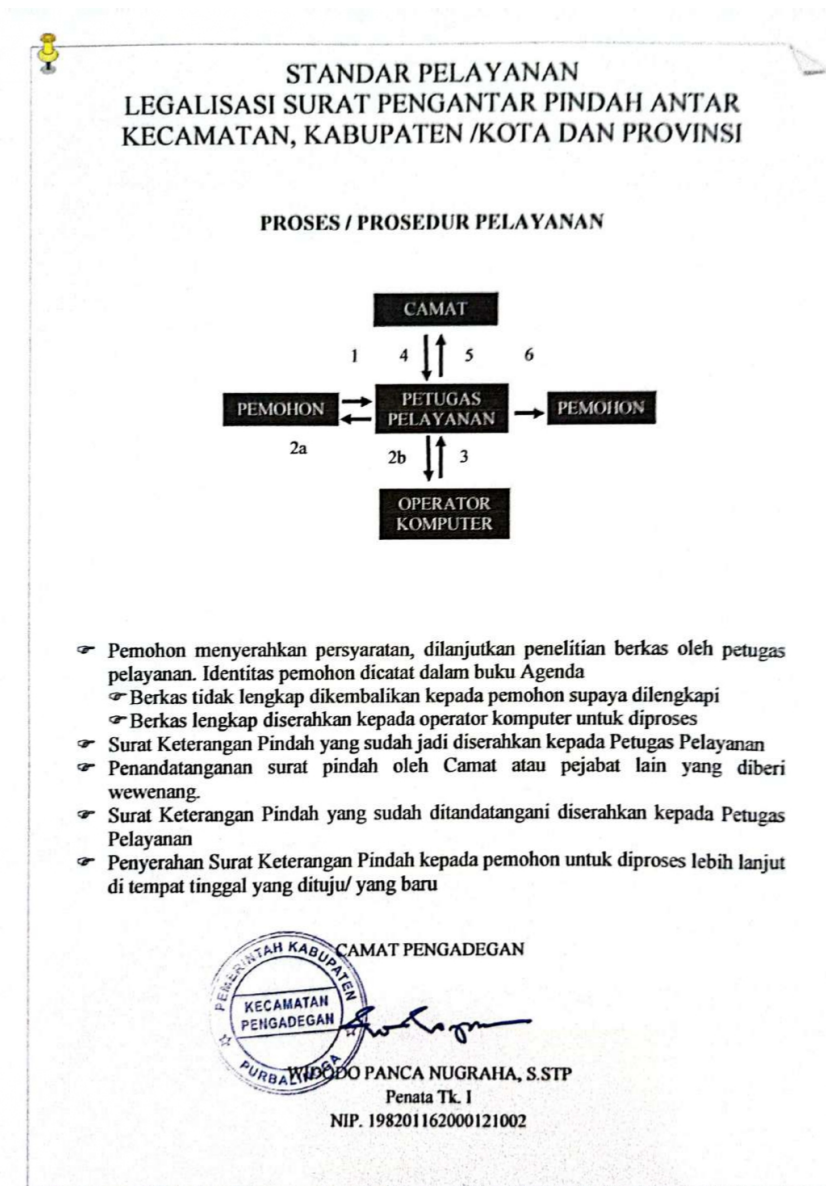 STANDAR PELAYANAN
LEGALISASI SURAT PENGANTAR PINDAH ANTAR
KECAMATAN, KABUPATEN /KOTA DAN PROVINSI
PROSES / PROSEDUR PELAYANAN
CAMAT
1 4 5 6
PEMOHON
PETUGAS
PELAYANAN
PEMOHON
2a 2b 3
OPERATOR
KOMPUTER
☞ Pemohon menyerahkan persyaratan, dilanjutkan penelitian berkas oleh petugas
pelayanan. Identitas pemohon dicatat dalam buku Agenda
☞ Berkas tidak lengkap dikembalikan kepada pemohon supaya dilengkapi
☞ Berkas lengkap diserahkan kepada operator komputer untuk diproses
☞ Surat Keterangan Pindah yang sudah jadi diserahkan kepada Petugas Pelayanan
☞ Penandatanganan surat pindah oleh Camat atau pejabat lain yang diberi
wewenang.
☞ Surat Keterangan Pindah yang sudah ditandatangani diserahkan kepada Petugas
Pelayanan
☞ Penyerahan Surat Keterangan Pindah kepada pemohon untuk diproses lebih lanjut
di tempat tinggal yang dituju/ yang baru
CAMAT PENGADEGAN
PEMERINTAH KABUPATEN
KECAMATAN
PENGADEGAN
PURBALINGGA
WIDODO PANCA NUGRAHA, S.STP
Penata Tk. I
NIP. 198201162000121002